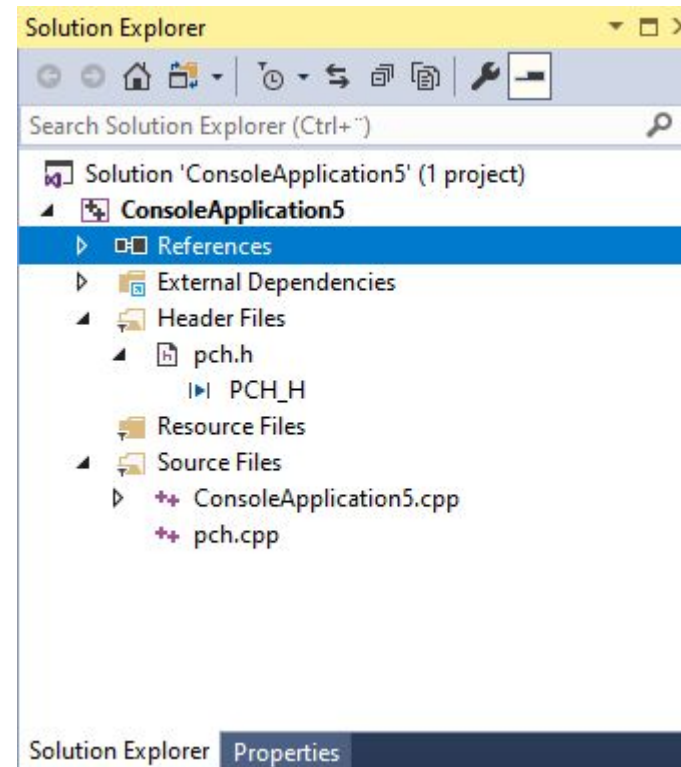 Solution Explorer
Search Solution Explorer (Ctrl+¨)
Solution 'ConsoleApplication5' (1 project)
ConsoleApplication5
References
External Dependencies
Header Files
pch.h
PCH_H
Resource Files
Source Files
ConsoleApplication5.cpp
pch.cpp
Solution Explorer Properties